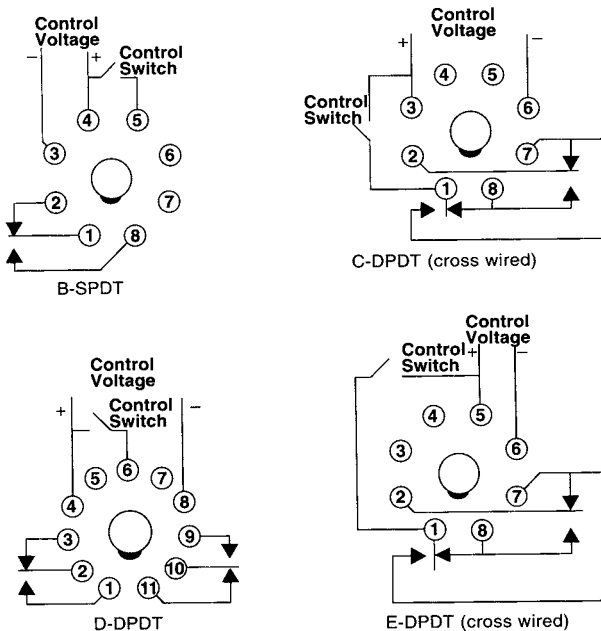 Control
Voltage
− +
Control
Switch
4 5
3 6
2 7
1 8
B-SPDT
Control
+ Voltage −
4 5
3 6
Control
Switch
2 7
1 8
C-DPDT (cross wired)
Control
Voltage
+ −
Control
Switch
6
5 7
4 8
3 9
2 10
1 11
D-DPDT
Control
Voltage
+ −
Control
Switch
4 5
3 6
2 7
1 8
E-DPDT (cross wired)